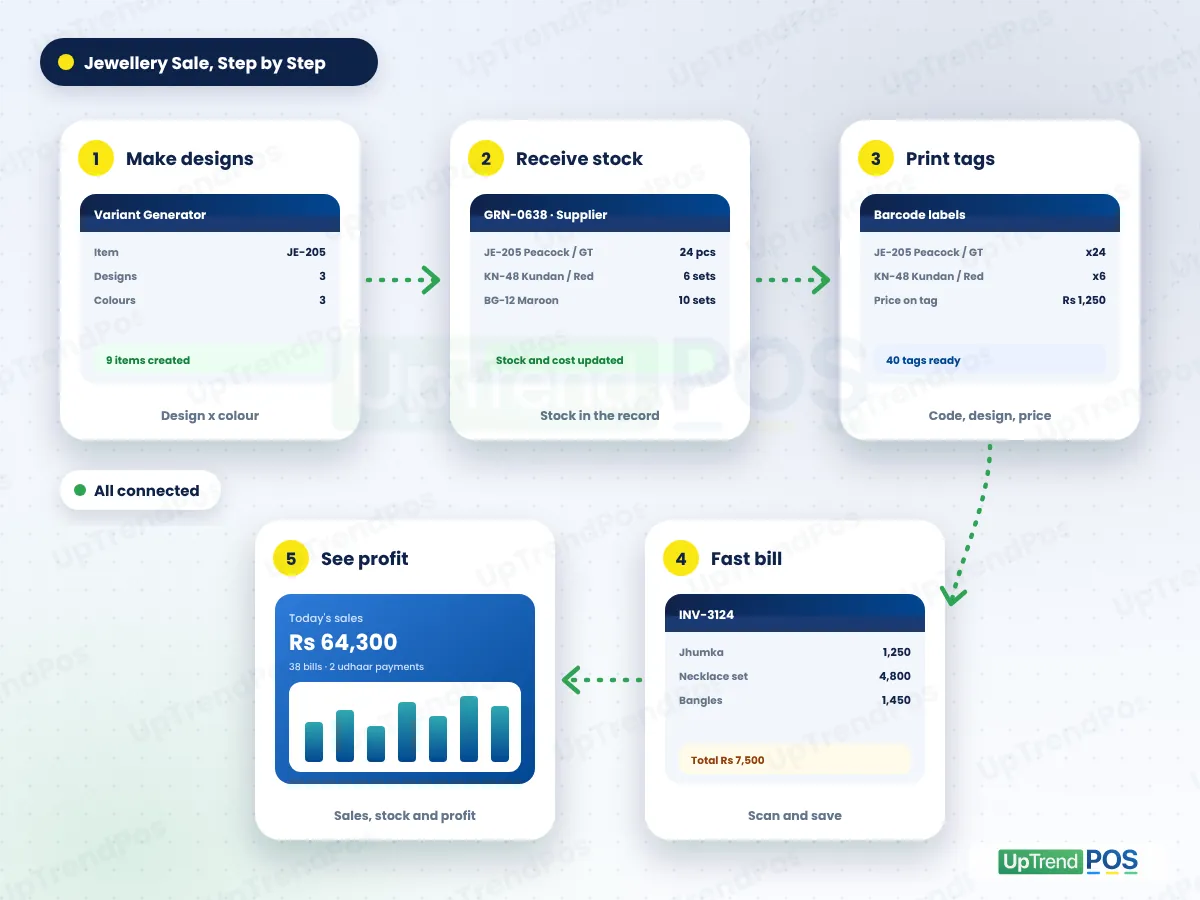 Jewellery Sale, Step by Step
1 Make designs
Variant Generator
Item JE-205
Designs 3
Colours 3
9 items created
Design x colour
2 Receive stock
GRN-0638 · Supplier
JE-205 Peacock / GT 24 pcs
KN-48 Kundan / Red 6 sets
BG-12 Maroon 10 sets
Stock and cost updated
Stock in the record
3 Print tags
Barcode labels
JE-205 Peacock / GT x24
KN-48 Kundan / Red x6
Price on tag Rs 1,250
40 tags ready
Code, design, price
All connected
5 See profit
Today's sales
Rs 64,300
38 bills · 2 udhaar payments
Sales, stock and profit
4 Fast bill
INV-3124
Jhumka 1,250
Necklace set 4,800
Bangles 1,450
Total Rs 7,500
Scan and save
UpTrend POS
UpTrendPOS